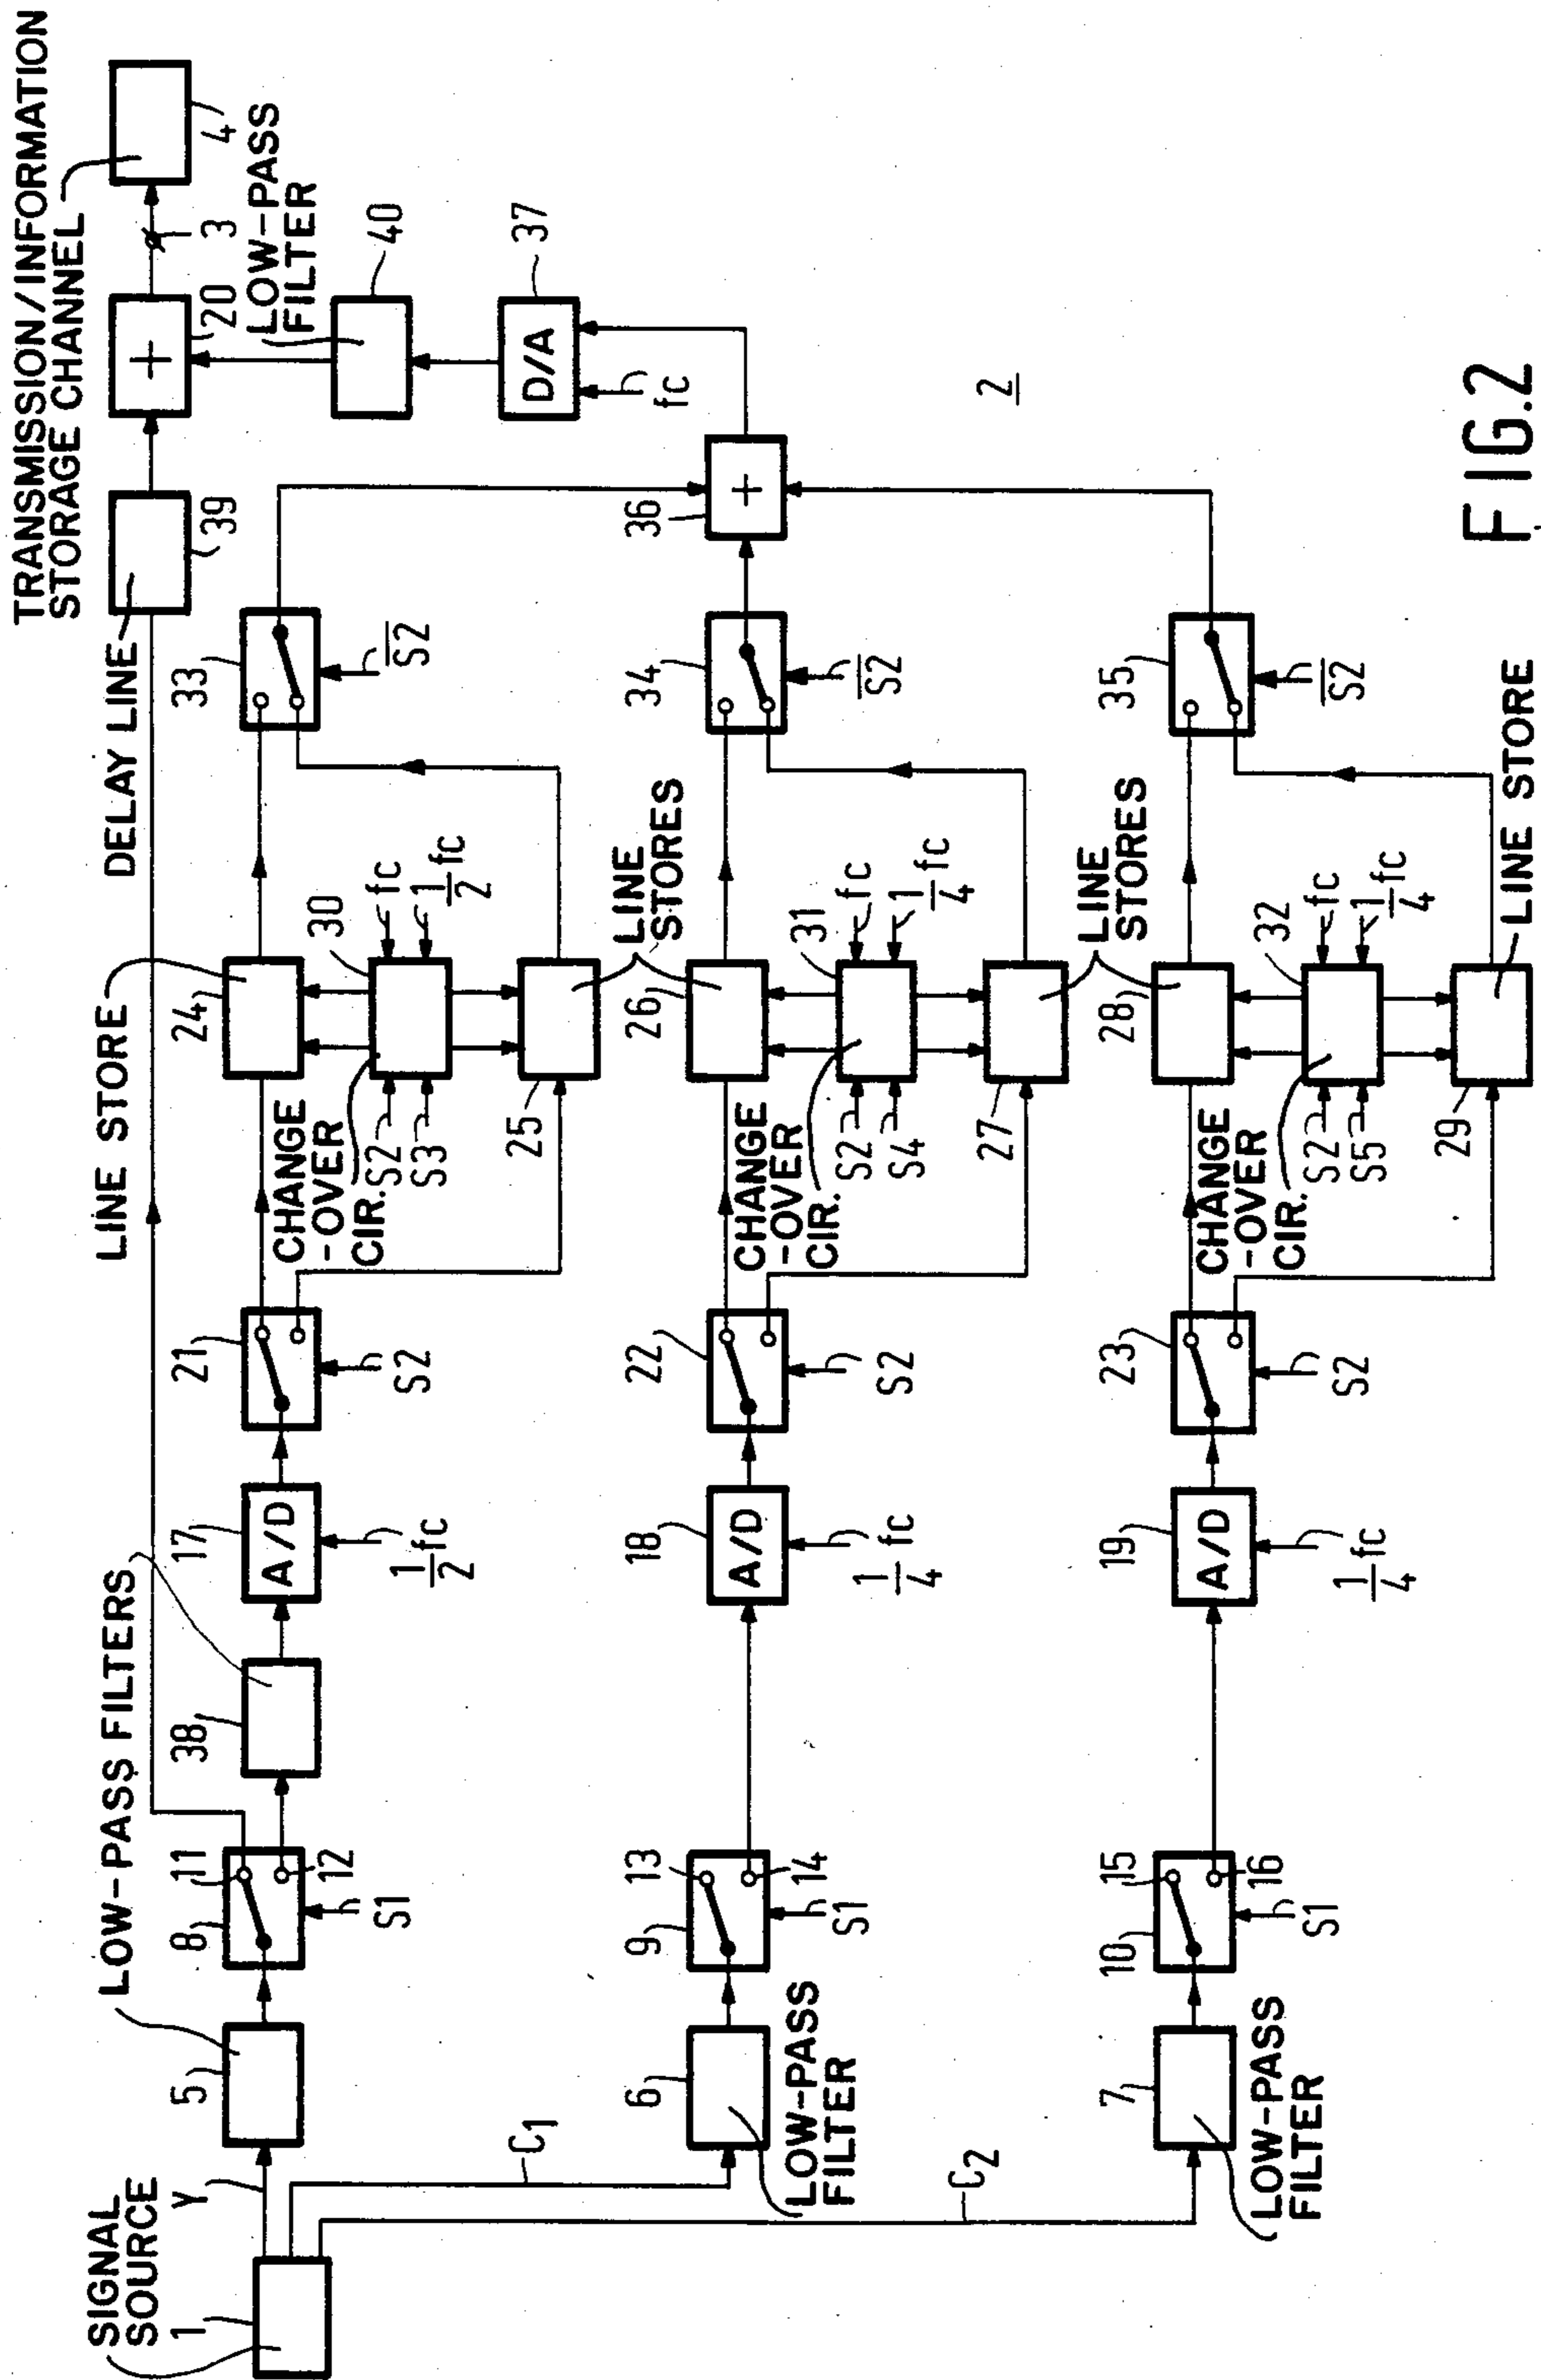 TRANSMISSION/INFORMATION
STORAGE CHANNEL
4
3
20
LOW-PASS
FILTER
40
D/A
37
fc
+
39
DELAY LINE
33
S2
36
+
34
S2
35
S2
2
LINE STORE
24
30
fc
1/2 fc
S2
S3
CHANGE
-OVER
CIR.
25
LINE
STORES
26
31
fc
1/4 fc
S2
S4
CHANGE
-OVER
CIR.
27
LINE
STORES
28
32
fc
1/4 fc
S2
S5
CHANGE
-OVER
CIR.
29
LINE STORE
21
S2
22
S2
23
S2
17
A/D
1/2 fc
18
A/D
1/4 fc
19
A/D
1/4 fc
LOW-PASS FILTERS
38
8
11
12
S1
9
13
14
S1
10
15
16
S1
5
6
LOW-PASS
FILTER
7
LOW-PASS
FILTER
SIGNAL
SOURCE
1
Y
C1
C2
+
FIG.2